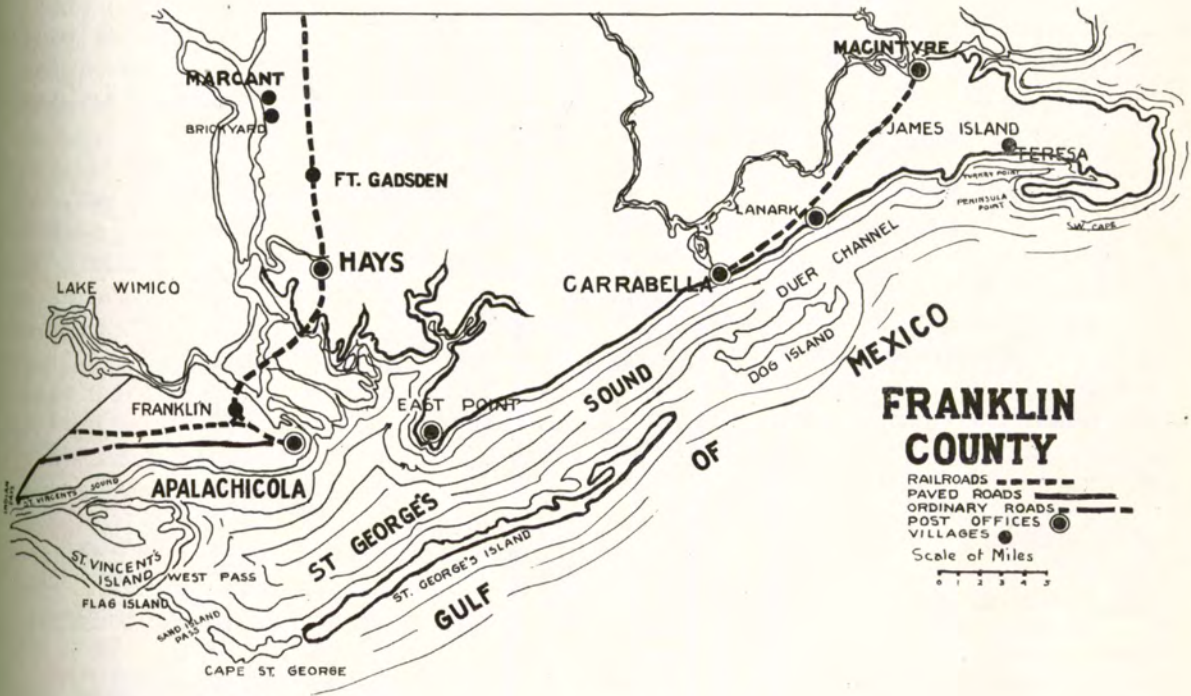 MACINTYRE
MARCANT
BRICKYARD
JAMES ISLAND
TERESA
TURKEY POINT
FT. GADSDEN
PENINSULA
POINT
LANARK
S.W. CAPE
HAYS
DUER CHANNEL
CARRABELLA
LAKE WIMICO
DOG ISLAND
MEXICO
FRANKLIN
EAST POINT
SOUND
OF
FRANKLIN
COUNTY
RAILROADS
PAVED ROADS
ORDINARY ROADS
POST OFFICES
VILLAGES
Scale of Miles
0 1 2 3 4 5
INDIAN
PASS
ST. VINCENTS SOUND
APALACHICOLA
ST GEORGE'S
ST. VINCENT'S
ISLAND
WEST PASS
ST. GEORGE'S ISLAND
GULF
FLAG ISLAND
SAND ISLAND
PASS
CAPE ST. GEORGE